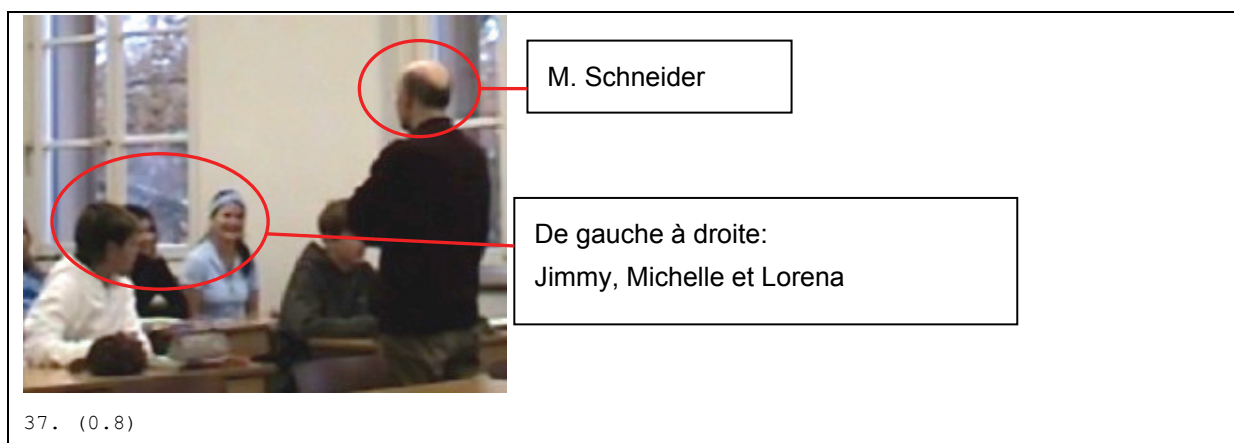 M. Schneider
De gauche à droite:
Jimmy, Michelle et Lorena
37. (0.8)